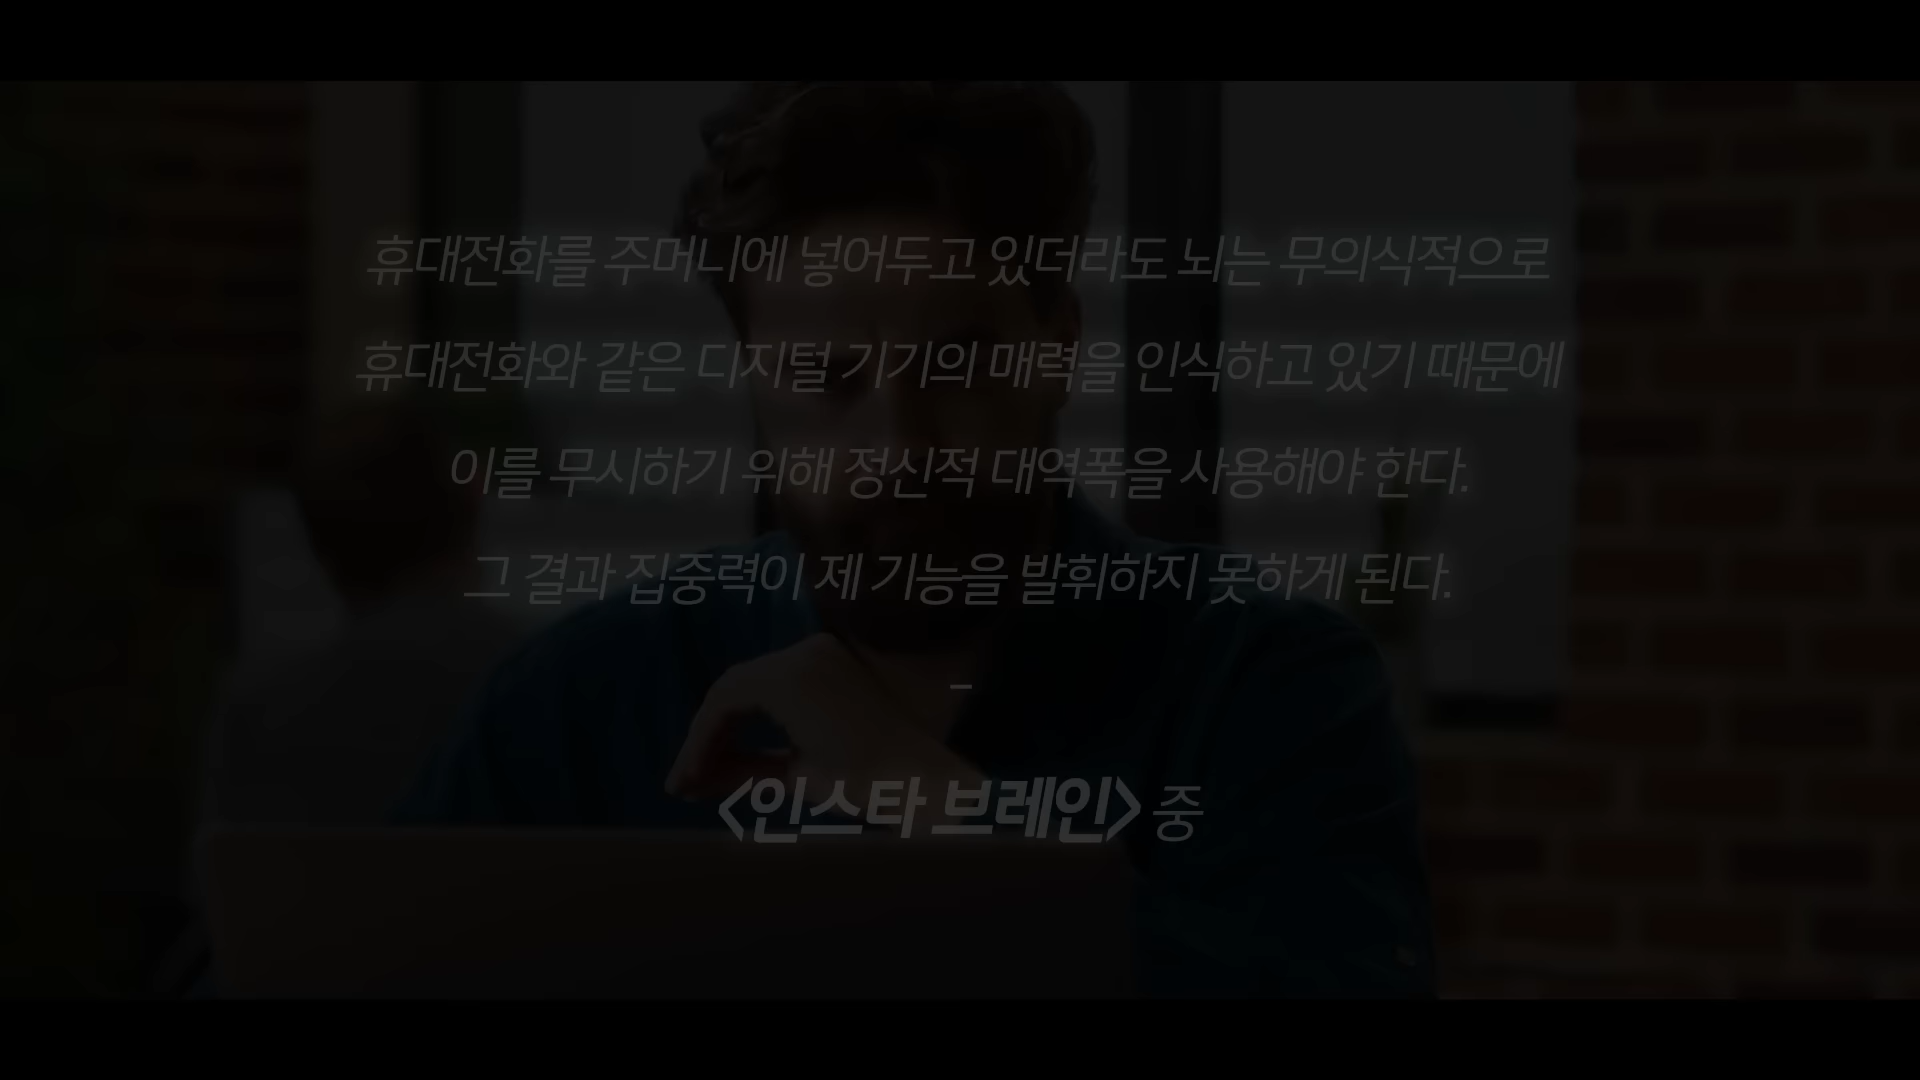 휴대전화를 주머니에 넣어두고 있더라도 뇌는 무의식적으로
휴대전화와 같은 디지털 기기의 매력을 인식하고 있기 때문에
이를 무시하기 위해 정신적 대역폭을 사용해야 한다.
그 결과 집중력이 제 기능을 발휘하지 못하게 된다.
-
<인스타 브레인> 중